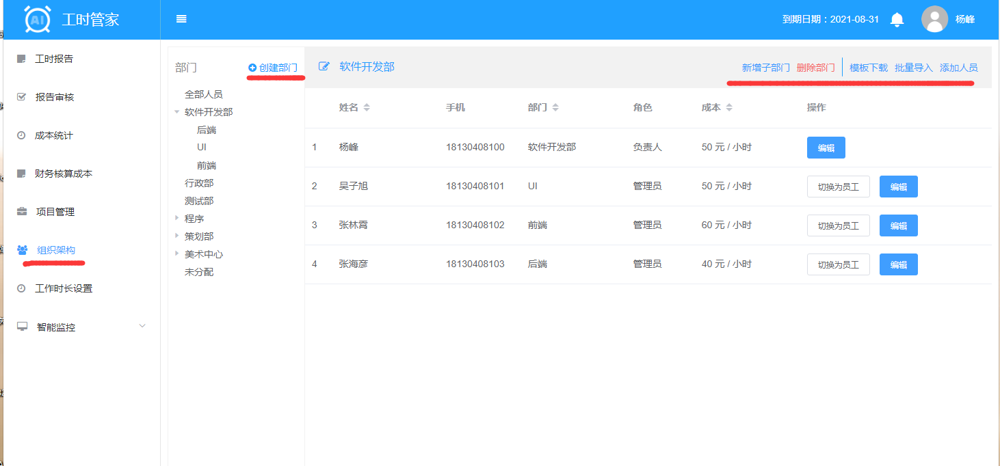 AI 工时管家
到期日期：2021-08-31 杨峰
工时报告
报告审核
成本统计
财务核算成本
项目管理
组织架构
工作时长设置
智能监控
部门 创建部门
全部人员
软件开发部
后端
UI
前端
行政部
测试部
程序
策划部
美术中心
未分配
软件开发部 新增子部门 删除部门 模板下载 批量导入 添加人员
姓名 手机 部门 角色 成本 操作
1 杨峰 18130408100 软件开发部 负责人 50 元 / 小时 编辑
2 吴子旭 18130408101 UI 管理员 50 元 / 小时 切换为员工 编辑
3 张林霄 18130408102 前端 管理员 60 元 / 小时 切换为员工 编辑
4 张海彦 18130408103 后端 管理员 40 元 / 小时 切换为员工 编辑